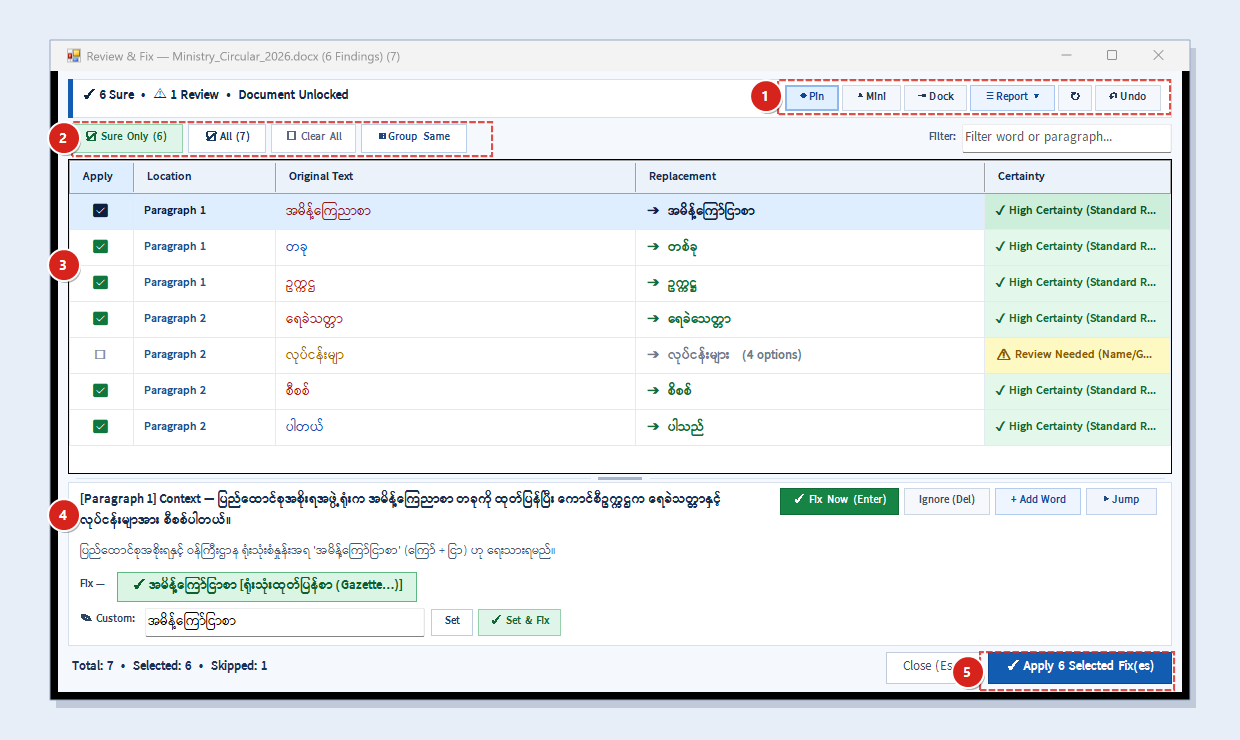 Review & Fix — Ministry_Circular_2026.docx (6 Findings) (7)
✓ 6 Sure • ⚠ 1 Review • Document Unlocked
1
Pin
Mini
Dock
Report
Undo
2
Sure Only (6)
All (7)
Clear All
Group Same
Filter:
Filter word or paragraph...
Apply Location Original Text Replacement Certainty
3
Paragraph 1 အမိန့်ကြေညာစာ → အမိန့်ကြော်ငြာစာ ✓ High Certainty (Standard R...
Paragraph 1 တခု → တစ်ခု ✓ High Certainty (Standard R...
Paragraph 1 ဥက္ကဌ → ဥက္ကဋ္ဌ ✓ High Certainty (Standard R...
Paragraph 2 ရေခဲသတ္တာ → ရေခဲသေတ္တာ ✓ High Certainty (Standard R...
Paragraph 2 လုပ်ငန်းမျာ → လုပ်ငန်းများ (4 options) ⚠ Review Needed (Name/G...
Paragraph 2 စီစစ် → စိစစ် ✓ High Certainty (Standard R...
Paragraph 2 ပါတယ် → ပါသည် ✓ High Certainty (Standard R...
4
[Paragraph 1] Context — ပြည်ထောင်စုအစိုးရအဖွဲ့ရုံးက အမိန့်ကြေညာစာ တခုကို ထုတ်ပြန်ပြီး ကောင်စီဥက္ကဌက ရေခဲသတ္တာနှင့်
လုပ်ငန်းမျာအား စီစစ်ပါတယ်။
✓ Fix Now (Enter)
Ignore (Del)
+ Add Word
Jump
ပြည်ထောင်စုအစိုးရနှင့် ဝန်ကြီးဌာန ရုံးသုံးစံနှုန်းအရ 'အမိန့်ကြော်ငြာစာ' (ကြော် + ငြာ) ဟု ရေးသားရမည်။
Fix —
✓ အမိန့်ကြော်ငြာစာ [ရုံးသုံးထုတ်ပြန်စာ (Gazette...)]
Custom:
အမိန့်ကြော်ငြာစာ
Set
✓ Set & Fix
Total: 7 • Selected: 6 • Skipped: 1
Close (Es
5
✓ Apply 6 Selected Fix(es)